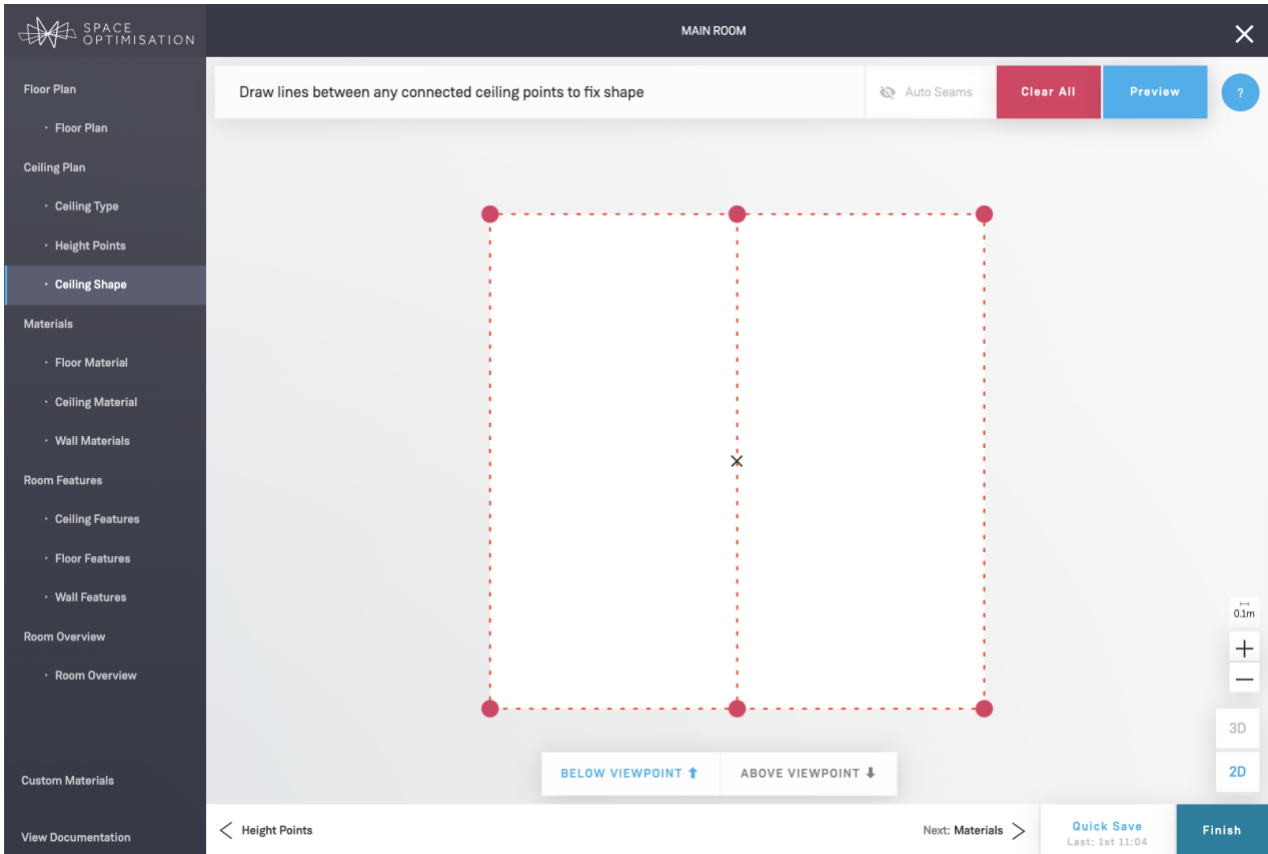 SPACE
OPTIMISATION
MAIN ROOM
Floor Plan
· Floor Plan
Ceiling Plan
· Ceiling Type
· Height Points
· Ceiling Shape
Materials
· Floor Material
· Ceiling Material
· Wall Materials
Room Features
· Ceiling Features
· Floor Features
· Wall Features
Room Overview
· Room Overview
Custom Materials
View Documentation
Draw lines between any connected ceiling points to fix shape
Auto Seams
Clear All
Preview
?
0.1m
3D
2D
BELOW VIEWPOINT
ABOVE VIEWPOINT
Height Points
Next: Materials
Quick Save
Last: 1st 11:04
Finish